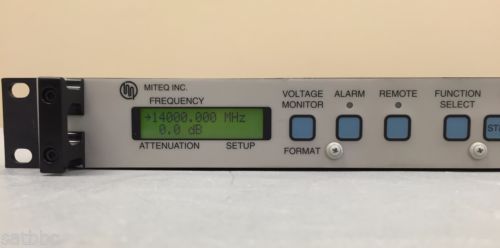 MITEQ INC.
FREQUENCY
→14000.000 MHz
0.0 dB
ATTENUATION SETUP
VOLTAGE
MONITOR
FORMAT
ALARM
REMOTE
FUNCTION
SELECT
satbbc